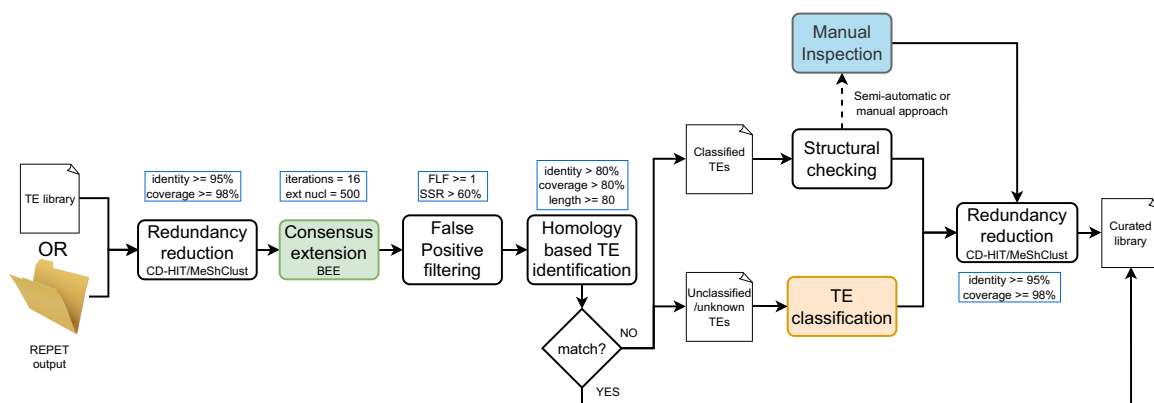 TE library
OR
REPET
output
identity >= 95%
coverage >= 98%
Redundancy
reduction
CD-HIT/MeShClust
iterations = 16
ext nucl = 500
Consensus
extension
BEE
FLF >= 1
SSR > 60%
False
Positive
filtering
identity > 80%
coverage > 80%
length >= 80
Homology
based TE
identification
match?
NO
YES
Classified
TEs
Unclassified
/unknown
TEs
Structural
checking
Semi-automatic or
manual approach
Manual
Inspection
TE
classification
Redundancy
reduction
CD-HIT/MeShClust
identity >= 95%
coverage >= 98%
Curated
library